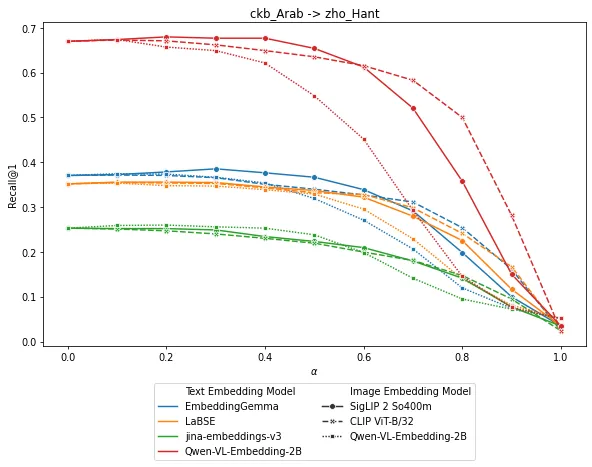 ckb_Arab -> zho_Hant
Recall@1
0.7
0.6
0.5
0.4
0.3
0.2
0.1
0.0
0.0 0.2 0.4 0.6 0.8 1.0
α
Text Embedding Model Image Embedding Model
EmbeddingGemma SigLIP 2 So400m
LaBSE CLIP ViT-B/32
jina-embeddings-v3 Qwen-VL-Embedding-2B
Qwen-VL-Embedding-2B